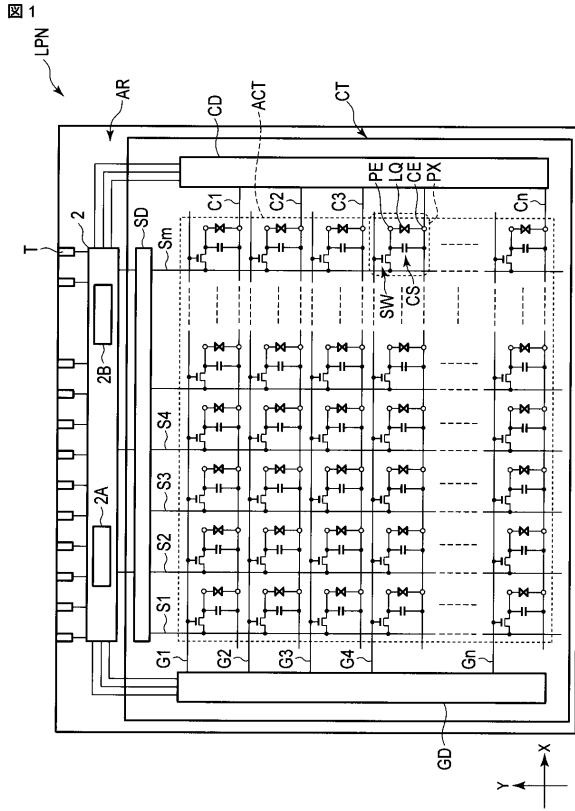 図 1
LPN
AR
T
2
2A
2B
SD
CD
ACT
CT
S1
S2
S3
S4
Sm
G1
G2
G3
G4
Gn
C1
C2
C3
Cn
PE
LQ
CE
PX
SW
CS
GD
Y
X